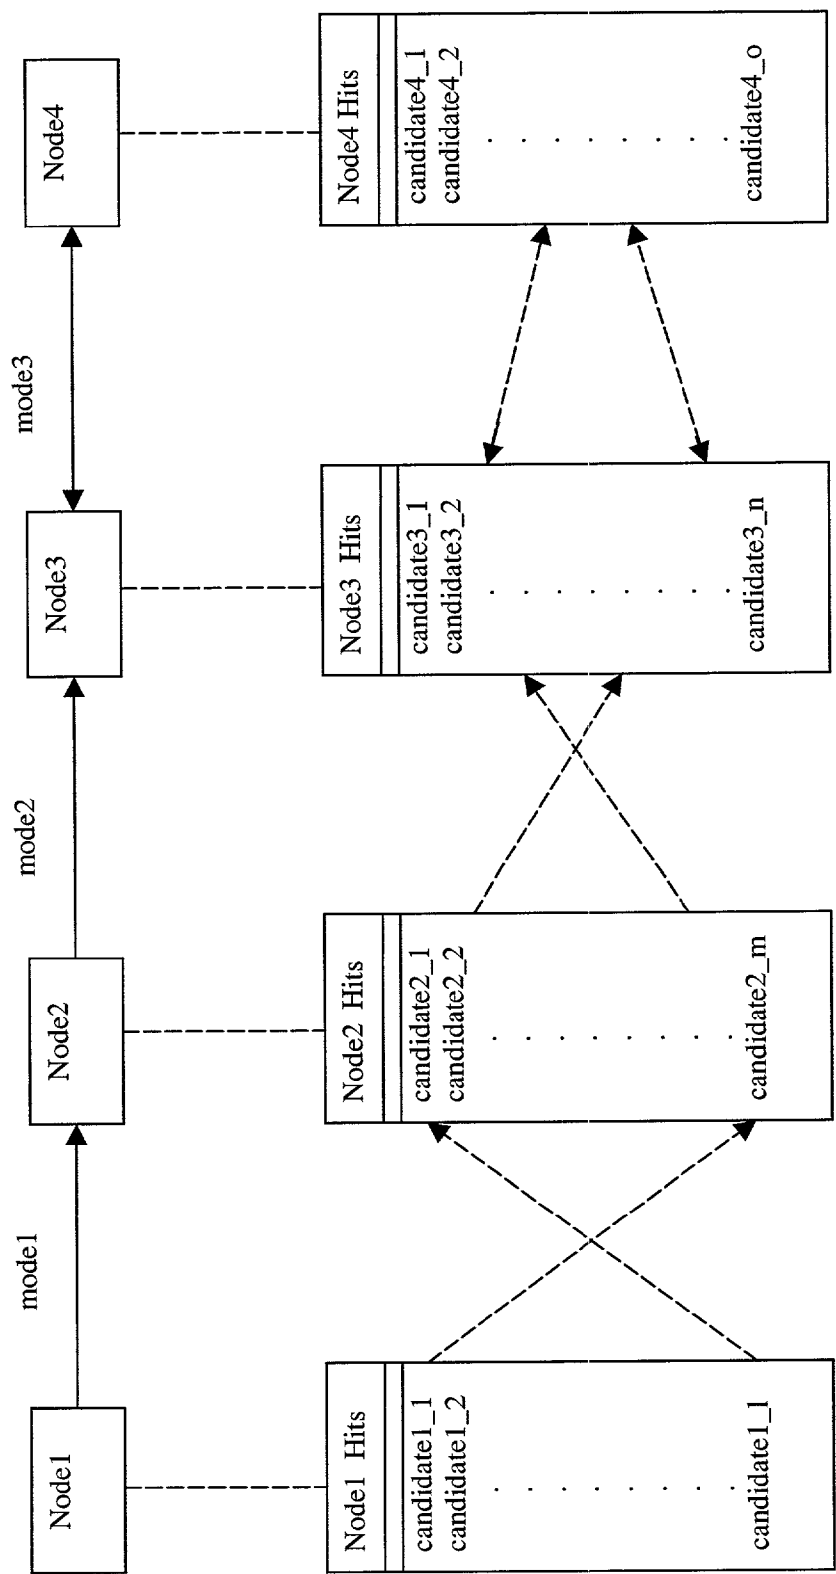 mode1
mode2
mode3
Node1
Node2
Node3
Node4
Node1 Hits
candidate1_1
candidate1_2
candidate1_l
Node2 Hits
candidate2_1
candidate2_2
candidate2_m
Node3 Hits
candidate3_1
candidate3_2
candidate3_n
Node4 Hits
candidate4_1
candidate4_2
candidate4_o